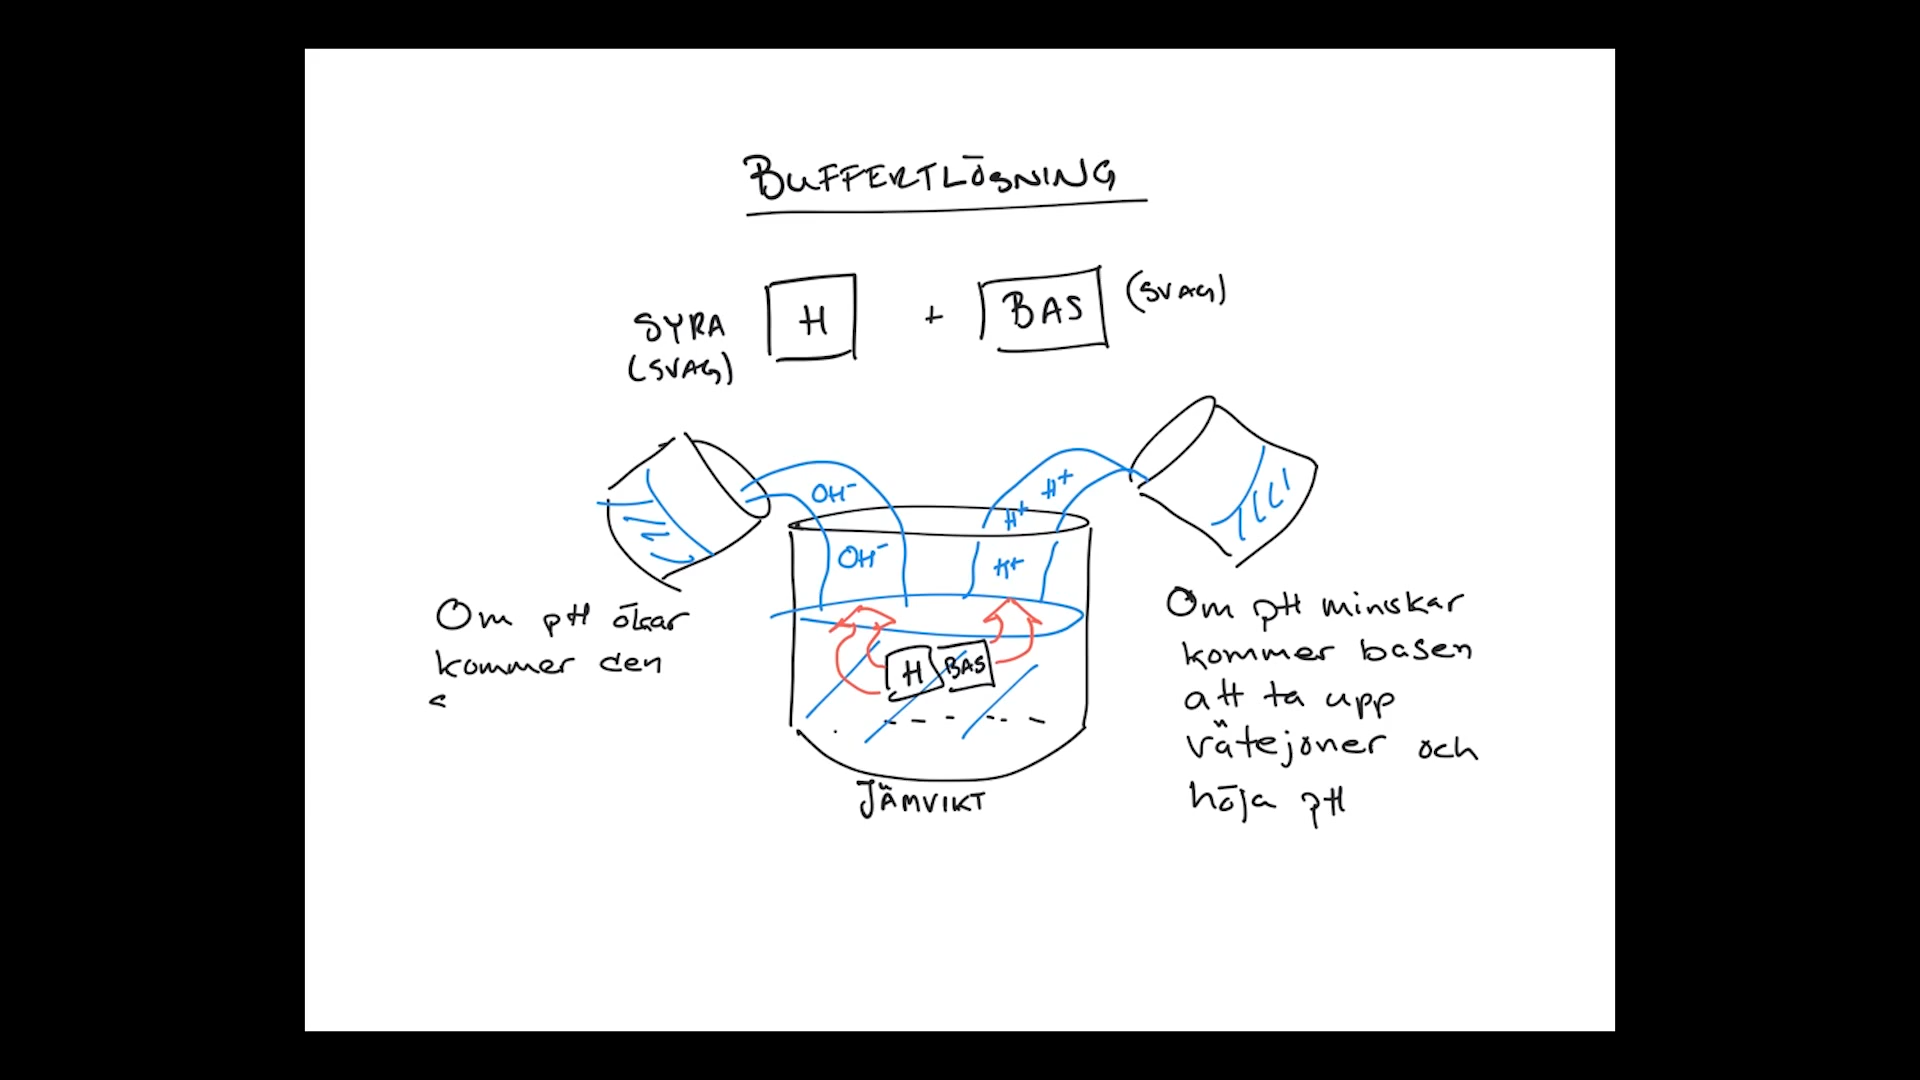 BUFFERTLÖSNING
SYRA
(SVAG)
H
+
BAS
(SVAG)
OH⁻
OH⁻
H⁺
H⁺
H⁺
H
BAS
JÄMVIKT
Om pH ökar
kommer den
s
Om pH minskar
kommer basen
att ta upp
vätejoner och
höja pH